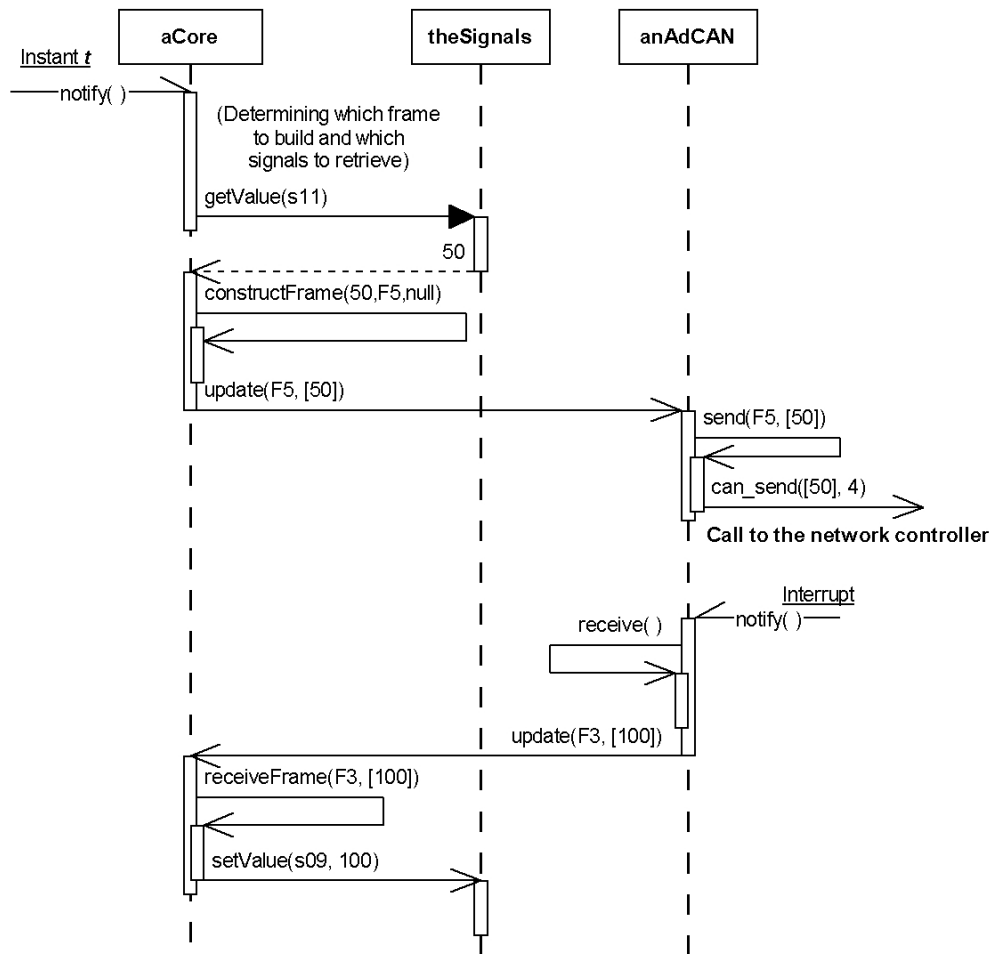 aCore
theSignals
anAdCAN
Instant t
notify( )
(Determining which frame
to build and which
signals to retrieve)
getValue(s11)
50
constructFrame(50,F5,null)
update(F5, [50])
send(F5, [50])
can_send([50], 4)
Call to the network controller
Interrupt
notify( )
receive( )
update(F3, [100])
receiveFrame(F3, [100])
setValue(s09, 100)